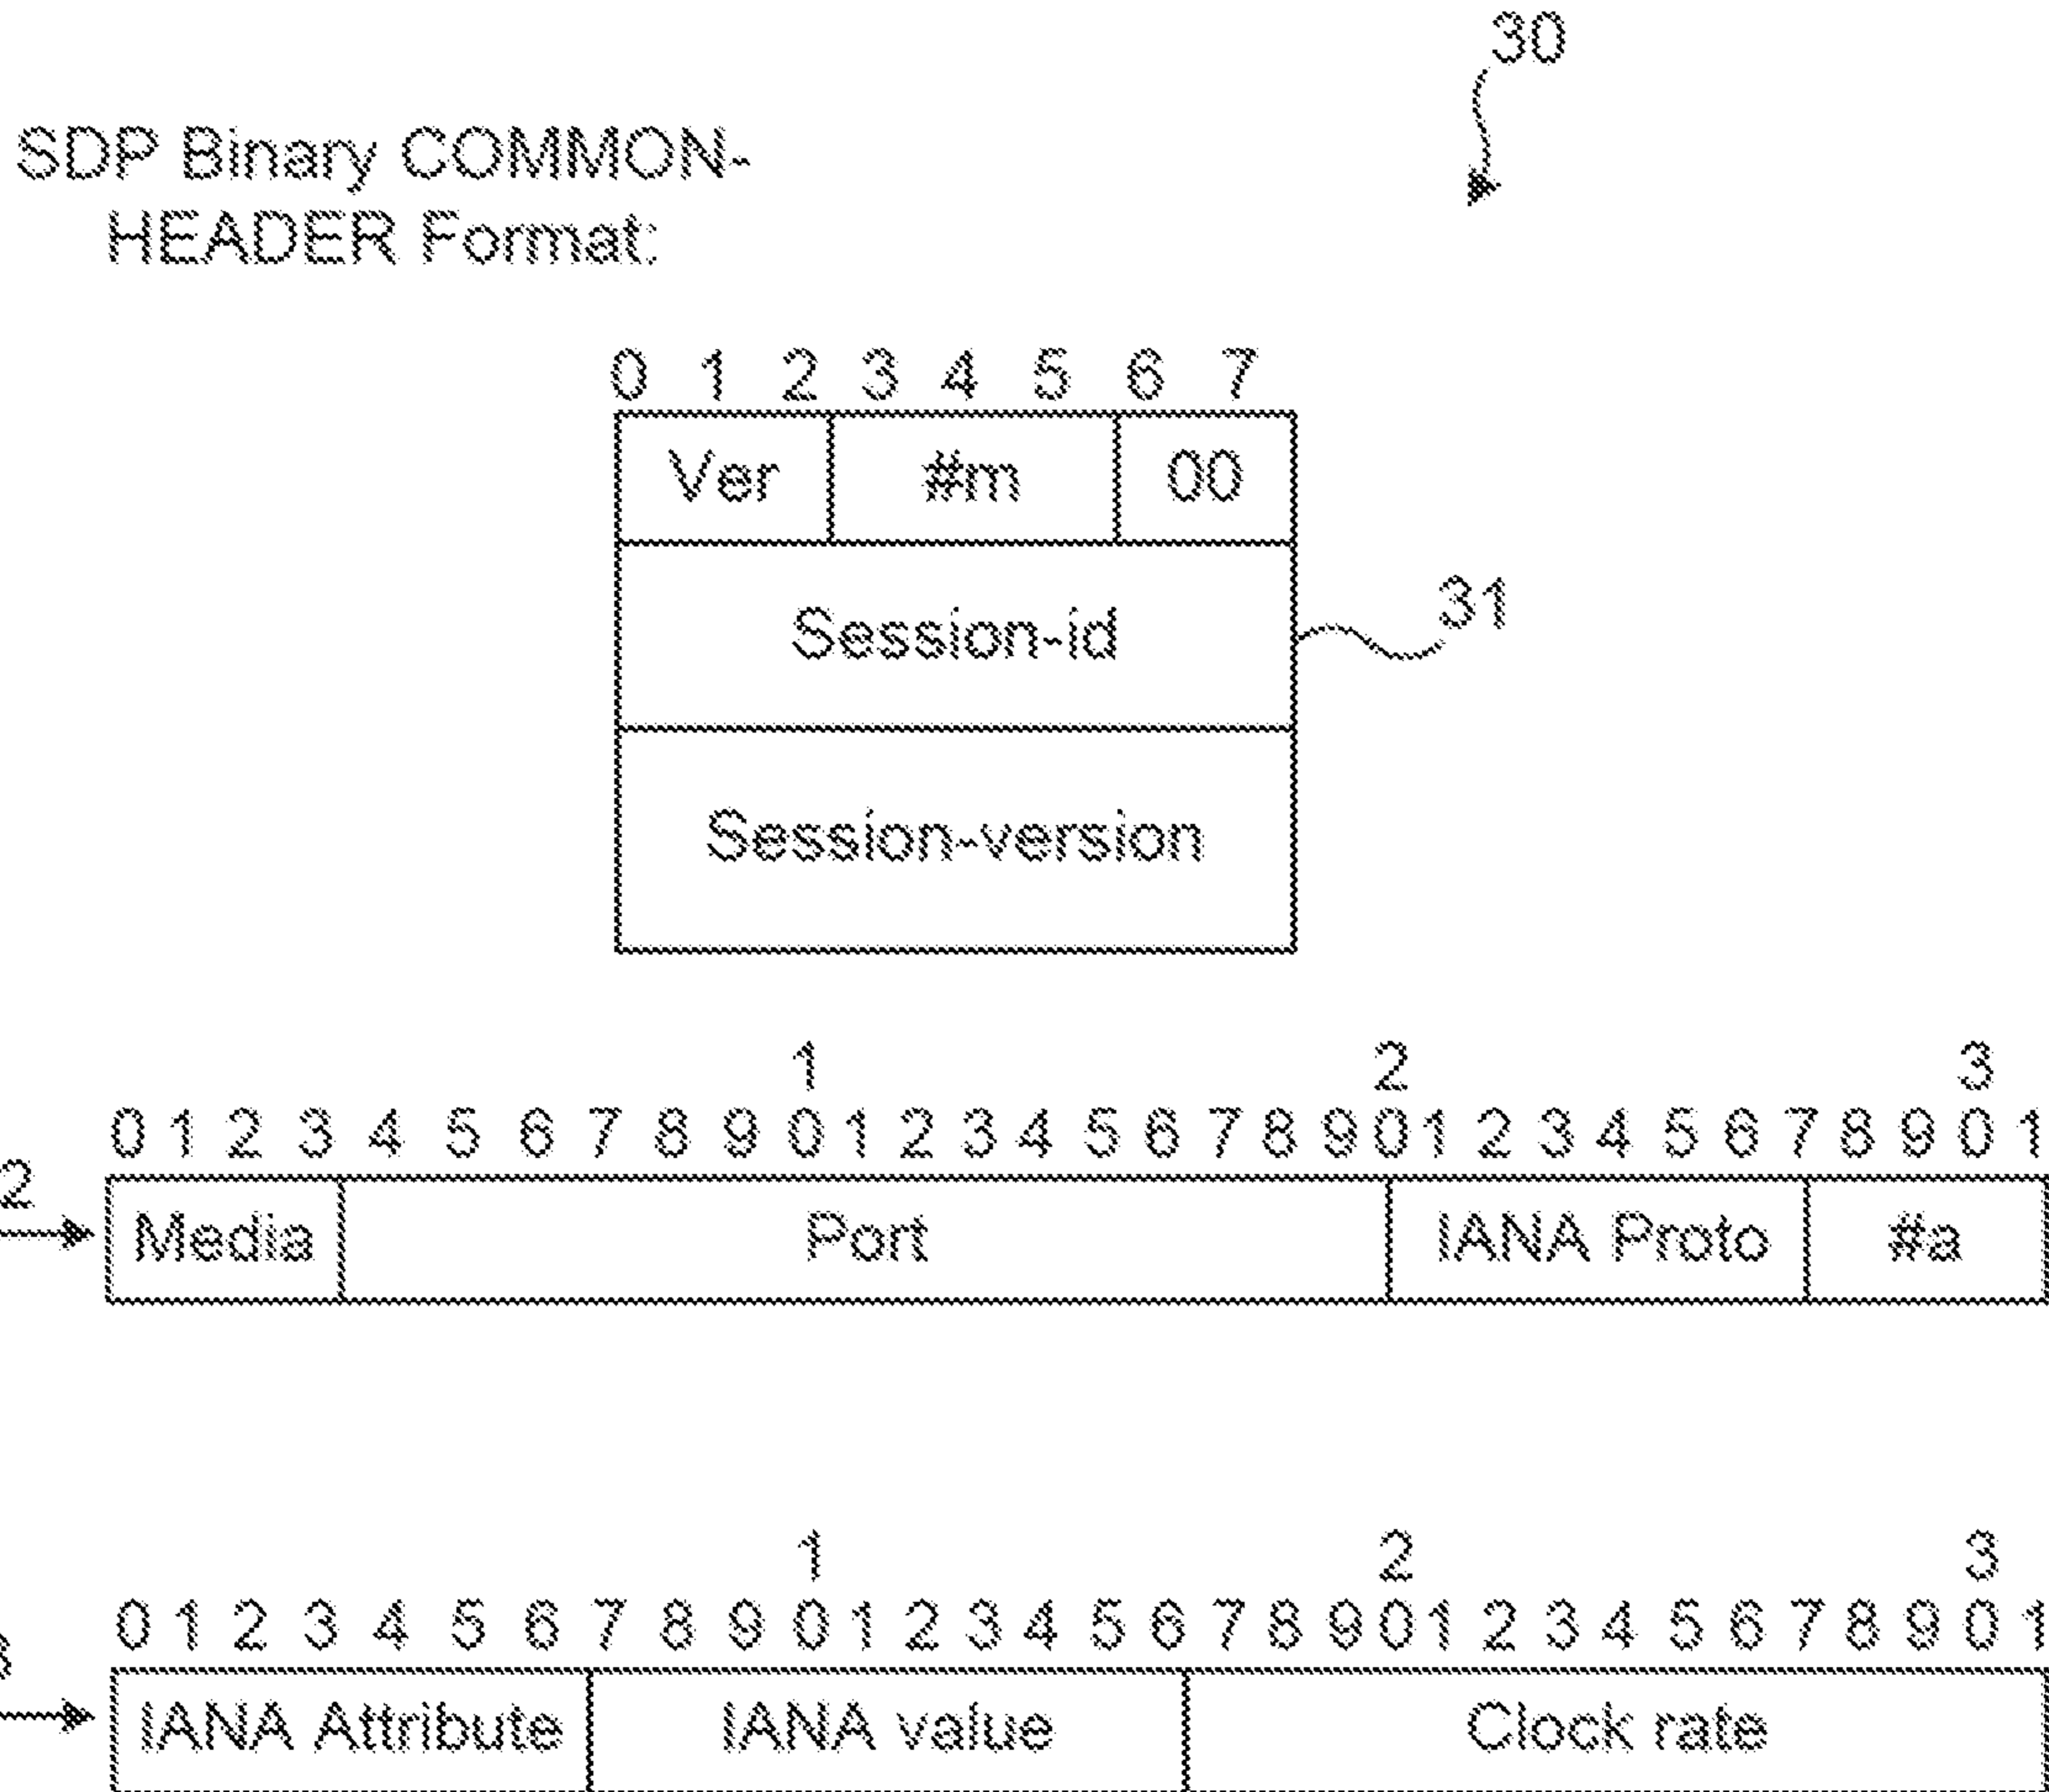 30
SDP Binary COMMON-
HEADER Format:
0 1 2 3 4 5 6 7
Ver #m 00
Session-id
31
Session-version
1 2 3
0 1 2 3 4 5 6 7 8 9 0 1 2 3 4 5 6 7 8 9 0 1 2 3 4 5 6 7 8 9 0 1
2
Media Port IANA Proto #a
1 2 3
0 1 2 3 4 5 6 7 8 9 0 1 2 3 4 5 6 7 8 9 0 1 2 3 4 5 6 7 8 9 0 1
IANA Attribute IANA value Clock rate